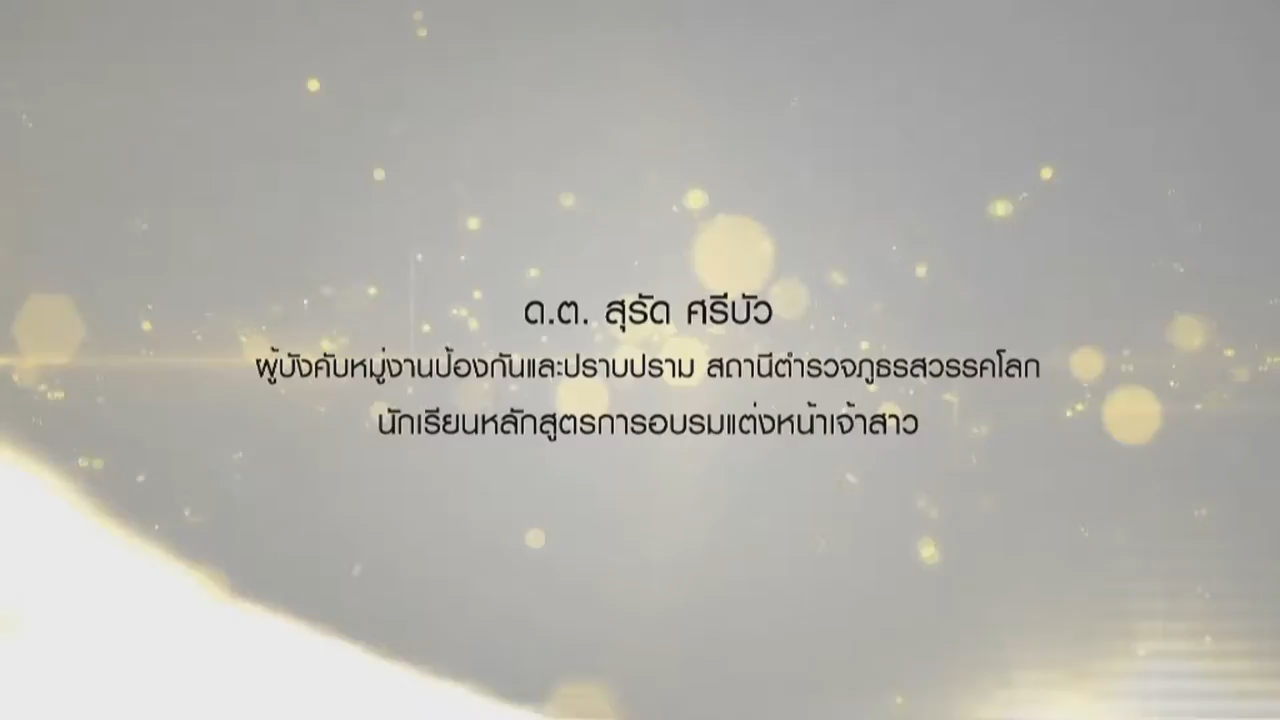 ด.ต. สุรัด ศรีบัว
ผู้บังคับหมู่งานป้องกันและปราบปราม สถานีตำรวจภูธรสวรรคโลก
นักเรียนหลักสูตรการอบรมแต่งหน้าเจ้าสาว